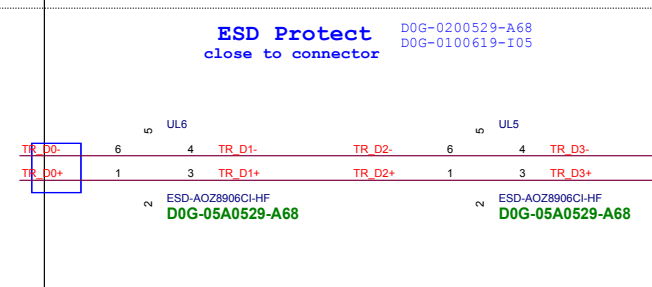 ESD Protect
close to connector
D0G-0200529-A68
D0G-0100619-I05
5 UL6 5 UL5
TR_D0- 6 4 TR_D1- TR_D2- 6 4 TR_D3-
TR_D0+ 1 3 TR_D1+ TR_D2+ 1 3 TR_D3+
2 ESD-AOZ8906CI-HF 2 ESD-AOZ8906CI-HF
D0G-05A0529-A68 D0G-05A0529-A68